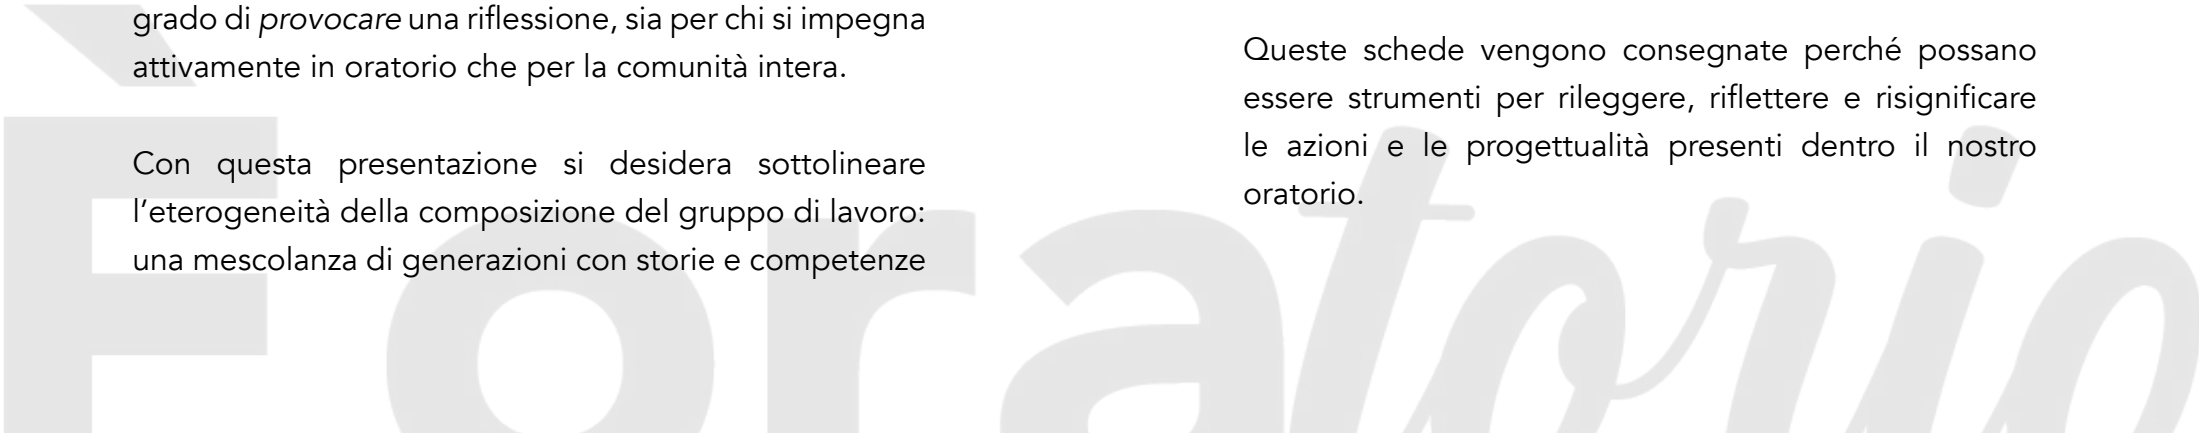 grado di provocare una riflessione, sia per chi si impegna
attivamente in oratorio che per la comunità intera.
Con questa presentazione si desidera sottolineare
l’eterogeneità della composizione del gruppo di lavoro:
una mescolanza di generazioni con storie e competenze
Queste schede vengono consegnate perché possano
essere strumenti per rileggere, riflettere e risignificare
le azioni e le progettualità presenti dentro il nostro
oratorio.
Èoratorio